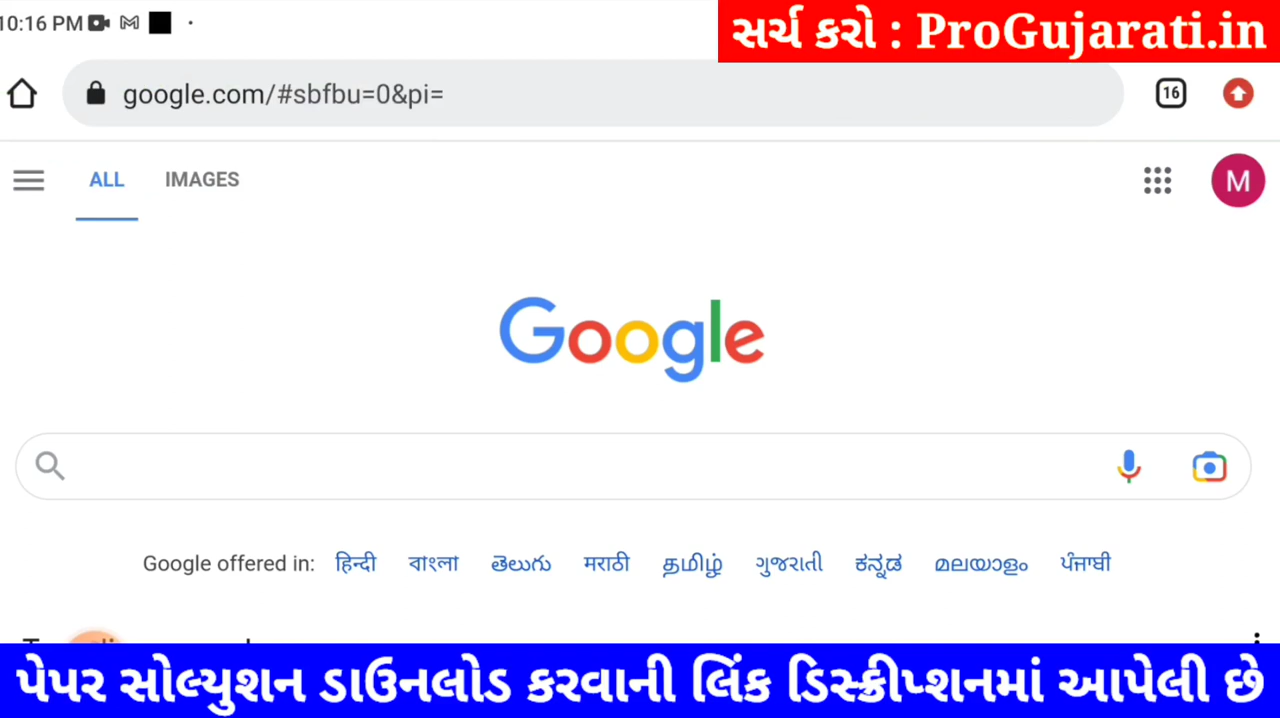 10:16 PM
સર્ચ કરો : ProGujarati.in
google.com/#sbfbu=0&pi=
16
ALL IMAGES
M
Google
Google offered in: हिन्दी বাংলা తెలుగు मराठी தமிழ் ગુજરાતી ಕನ್ನಡ മലയാളം ਪੰਜਾਬੀ
પેપર સોલ્યુશન ડાઉનલોડ કરવાની લિંક ડિસ્ક્રીપ્શનમાં આપેલી છે